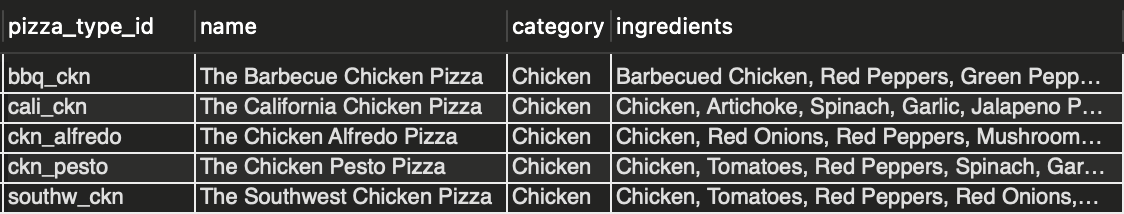 pizza_type_id name category ingredients
bbq_ckn The Barbecue Chicken Pizza Chicken Barbecued Chicken, Red Peppers, Green Pepp...
cali_ckn The California Chicken Pizza Chicken Chicken, Artichoke, Spinach, Garlic, Jalapeno P...
ckn_alfredo The Chicken Alfredo Pizza Chicken Chicken, Red Onions, Red Peppers, Mushroom...
ckn_pesto The Chicken Pesto Pizza Chicken Chicken, Tomatoes, Red Peppers, Spinach, Gar...
southw_ckn The Southwest Chicken Pizza Chicken Chicken, Tomatoes, Red Peppers, Red Onions,...